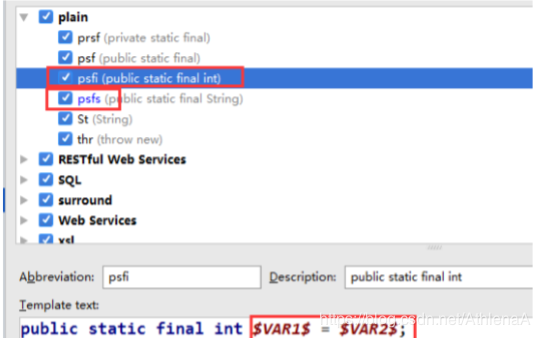 plain
prsf (private static final)
psf (public static final)
psfi (public static final int)
psfs (public static final String)
St (String)
thr (throw new)
RESTful Web Services
SQL
surround
Web Services
xsl
Abbreviation: psfi Description: public static final int
Template text:
public static final int $VAR1$ = $VAR2$;
https://blog.csdn.net/AthlenaA